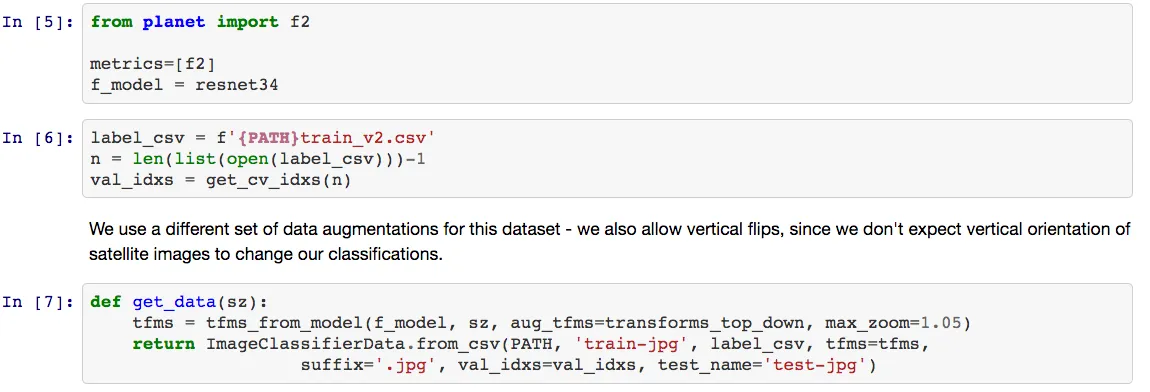 In [5]: from planet import f2
metrics=[f2]
f_model = resnet34
In [6]: label_csv = f'{PATH}train_v2.csv'
n = len(list(open(label_csv)))-1
val_idxs = get_cv_idxs(n)
We use a different set of data augmentations for this dataset - we also allow vertical flips, since we don't expect vertical orientation of
satellite images to change our classifications.
In [7]: def get_data(sz):
    tfms = tfms_from_model(f_model, sz, aug_tfms=transforms_top_down, max_zoom=1.05)
    return ImageClassifierData.from_csv(PATH, 'train-jpg', label_csv, tfms=tfms,
                    suffix='.jpg', val_idxs=val_idxs, test_name='test-jpg')